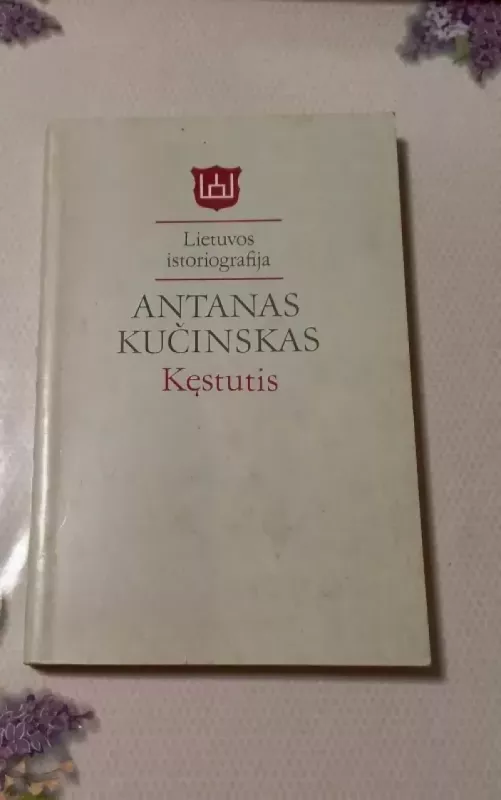 Lietuvos
istoriografija
ANTANAS
KUČINSKAS
Kęstutis